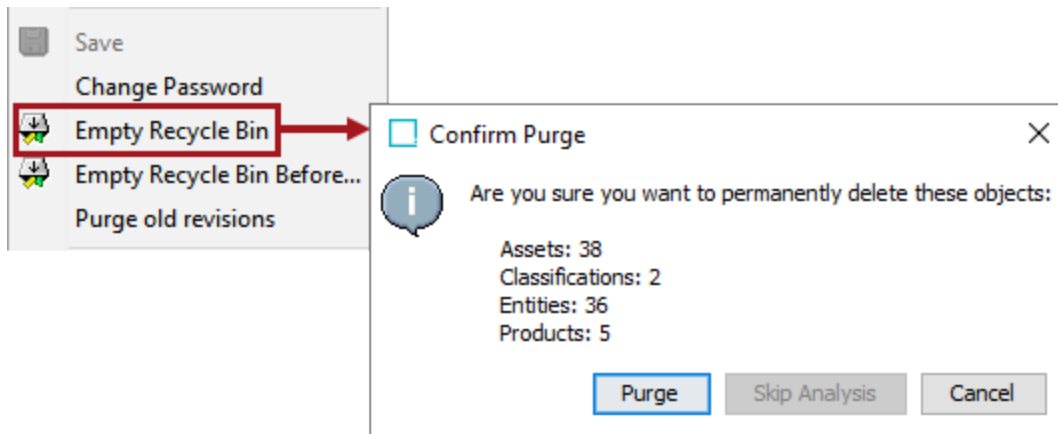 Save
Change Password
Empty Recycle Bin
Empty Recycle Bin Before...
Purge old revisions
Confirm Purge
Are you sure you want to permanently delete these objects:
Assets: 38
Classifications: 2
Entities: 36
Products: 5
Purge
Skip Analysis
Cancel